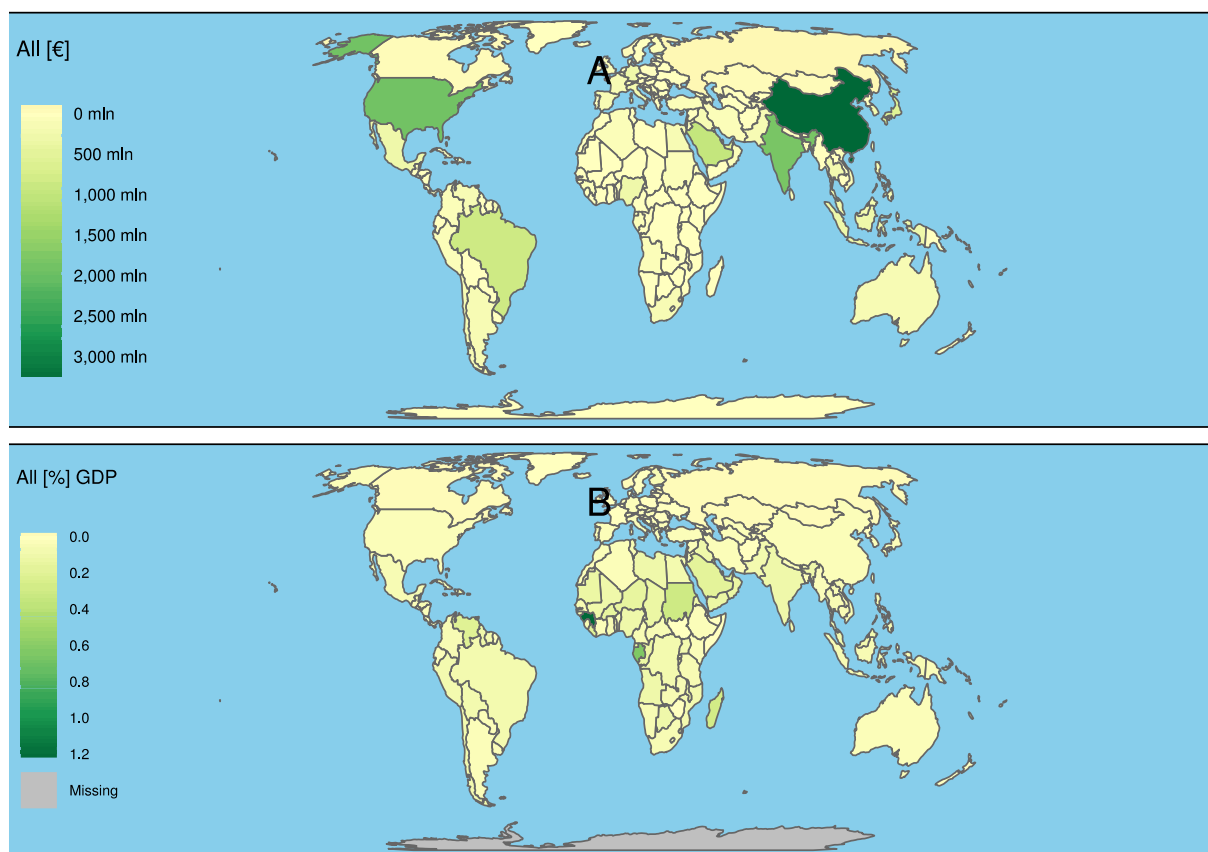 All [€]
A
0 mln
500 mln
1,000 mln
1,500 mln
2,000 mln
2,500 mln
3,000 mln
All [%] GDP
B
0.0
0.2
0.4
0.6
0.8
1.0
1.2
Missing